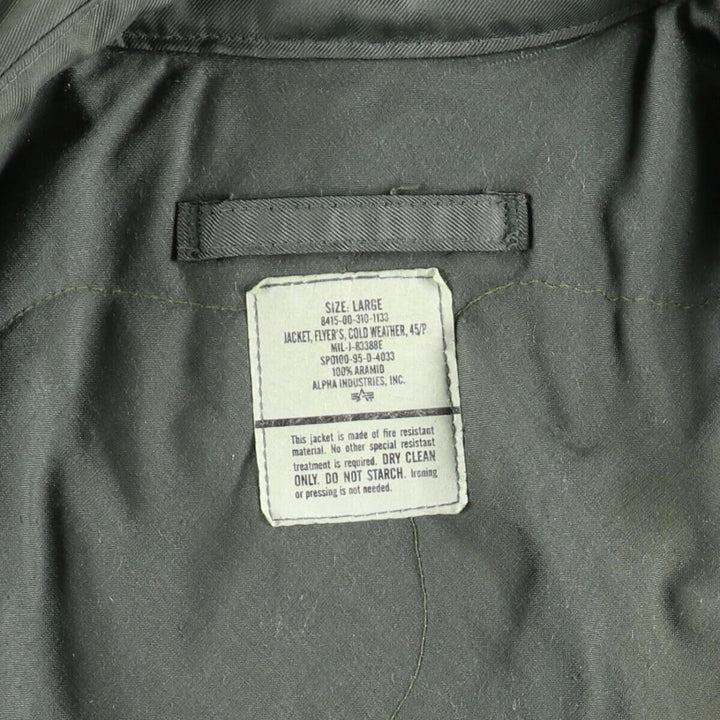 SIZE: LARGE
8415-00-310-1133
JACKET, FLYER'S, COLD WEATHER, 45/P
MIL-J-83388E
SP0100-95-D-4033
100% ARAMID
ALPHA INDUSTRIES, INC.
This jacket is made of fire resistant
material. No other special resistant
treatment is required. DRY CLEAN
ONLY. DO NOT STARCH. Ironing
or pressing is not needed.